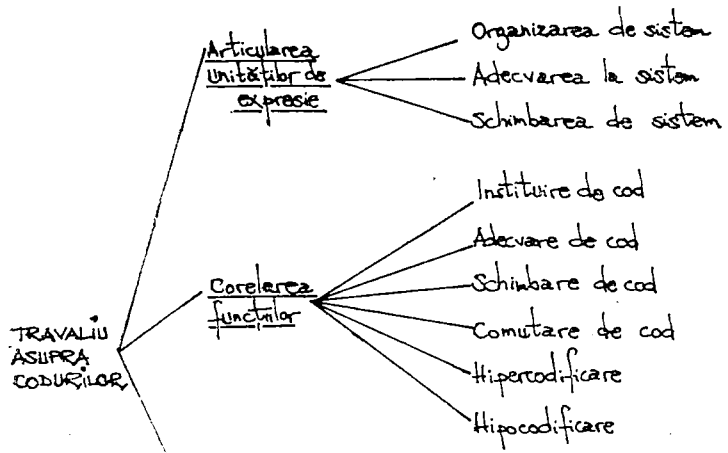 Articularea
Unităților de
expresie
Organizarea de sistem
Adecvarea la sistem
Schimbarea de sistem
Corelarea
funcțiilor
Instituire de cod
Adecvare de cod
Schimbare de cod
Comutare de cod
Hipercodificare
Hipocodificare
TRAVALIU
ASUPRA
CODURILOR